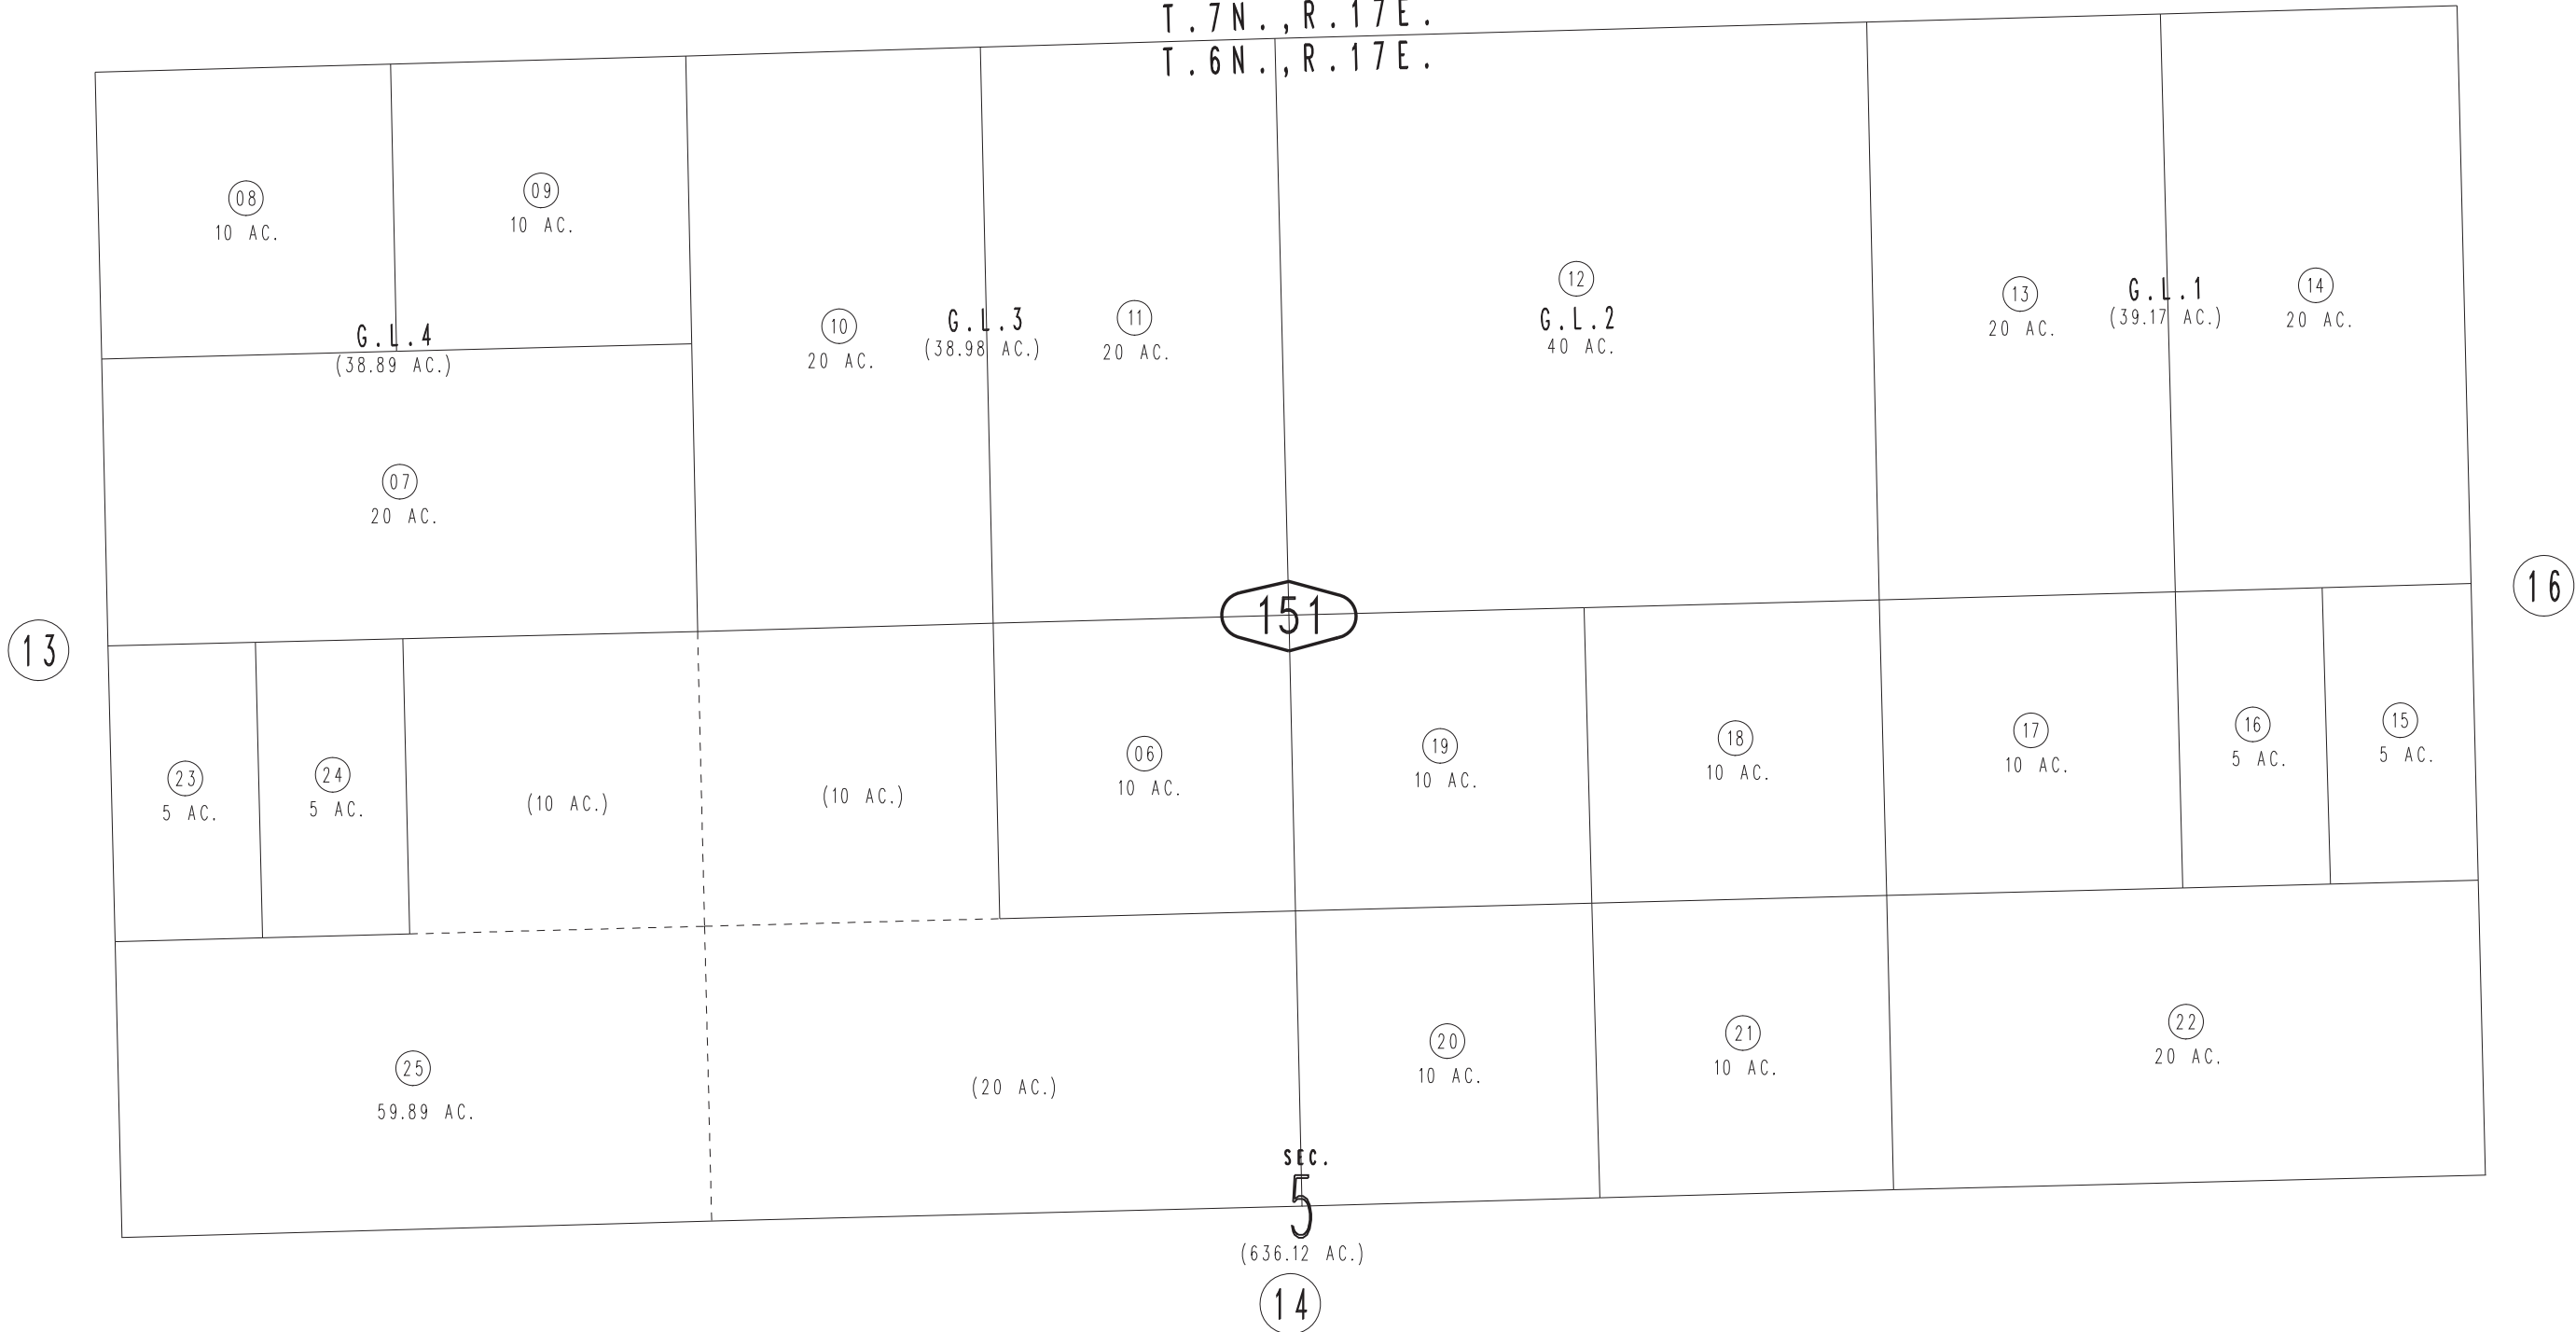 T.7N.,R.17E.
T.6N.,R.17E.
08
10 AC.
09
10 AC.
G.L.4
(38.89 AC.)
07
20 AC.
10
20 AC.
G.L.3
(38.98 AC.)
11
20 AC.
12
G.L.2
40 AC.
13
20 AC.
G.L.1
(39.17 AC.)
14
20 AC.
13
151
16
23
5 AC.
24
5 AC.
(10 AC.)
(10 AC.)
06
10 AC.
19
10 AC.
18
10 AC.
17
10 AC.
16
5 AC.
15
5 AC.
25
59.89 AC.
(20 AC.)
20
10 AC.
21
10 AC.
22
20 AC.
SEC.
5
(636.12 AC.)
14